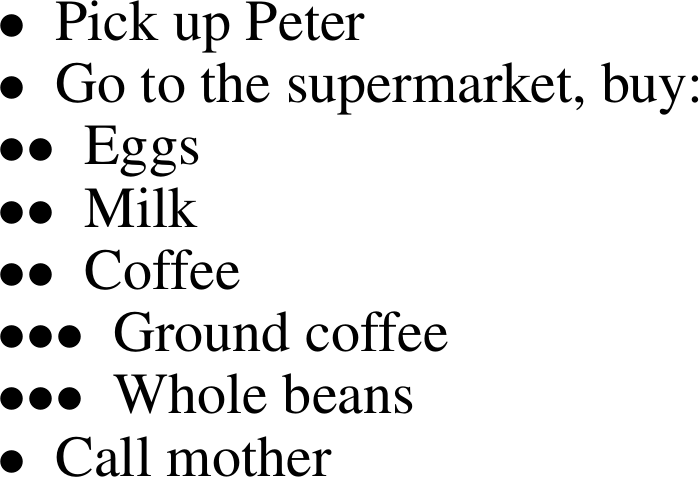 • Pick up Peter
• Go to the supermarket, buy:
•• Eggs
•• Milk
•• Coffee
••• Ground coffee
••• Whole beans
• Call mother